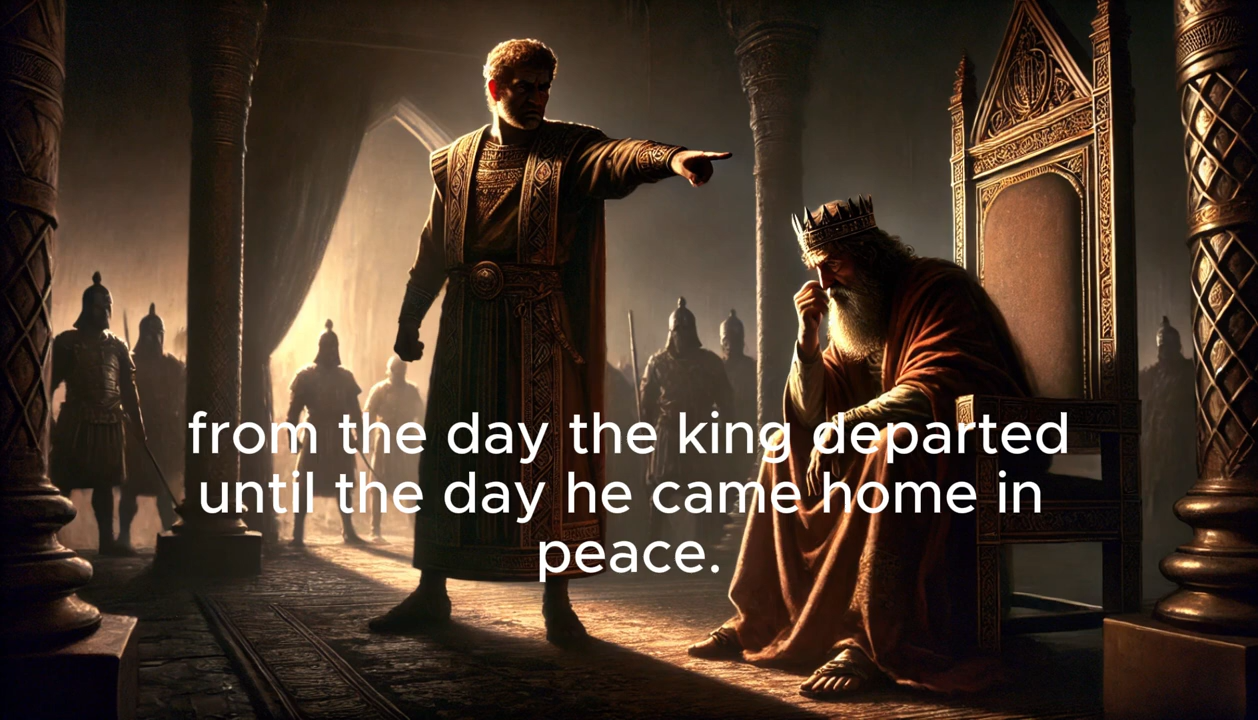 from the day the king departed
until the day he came home in
peace.